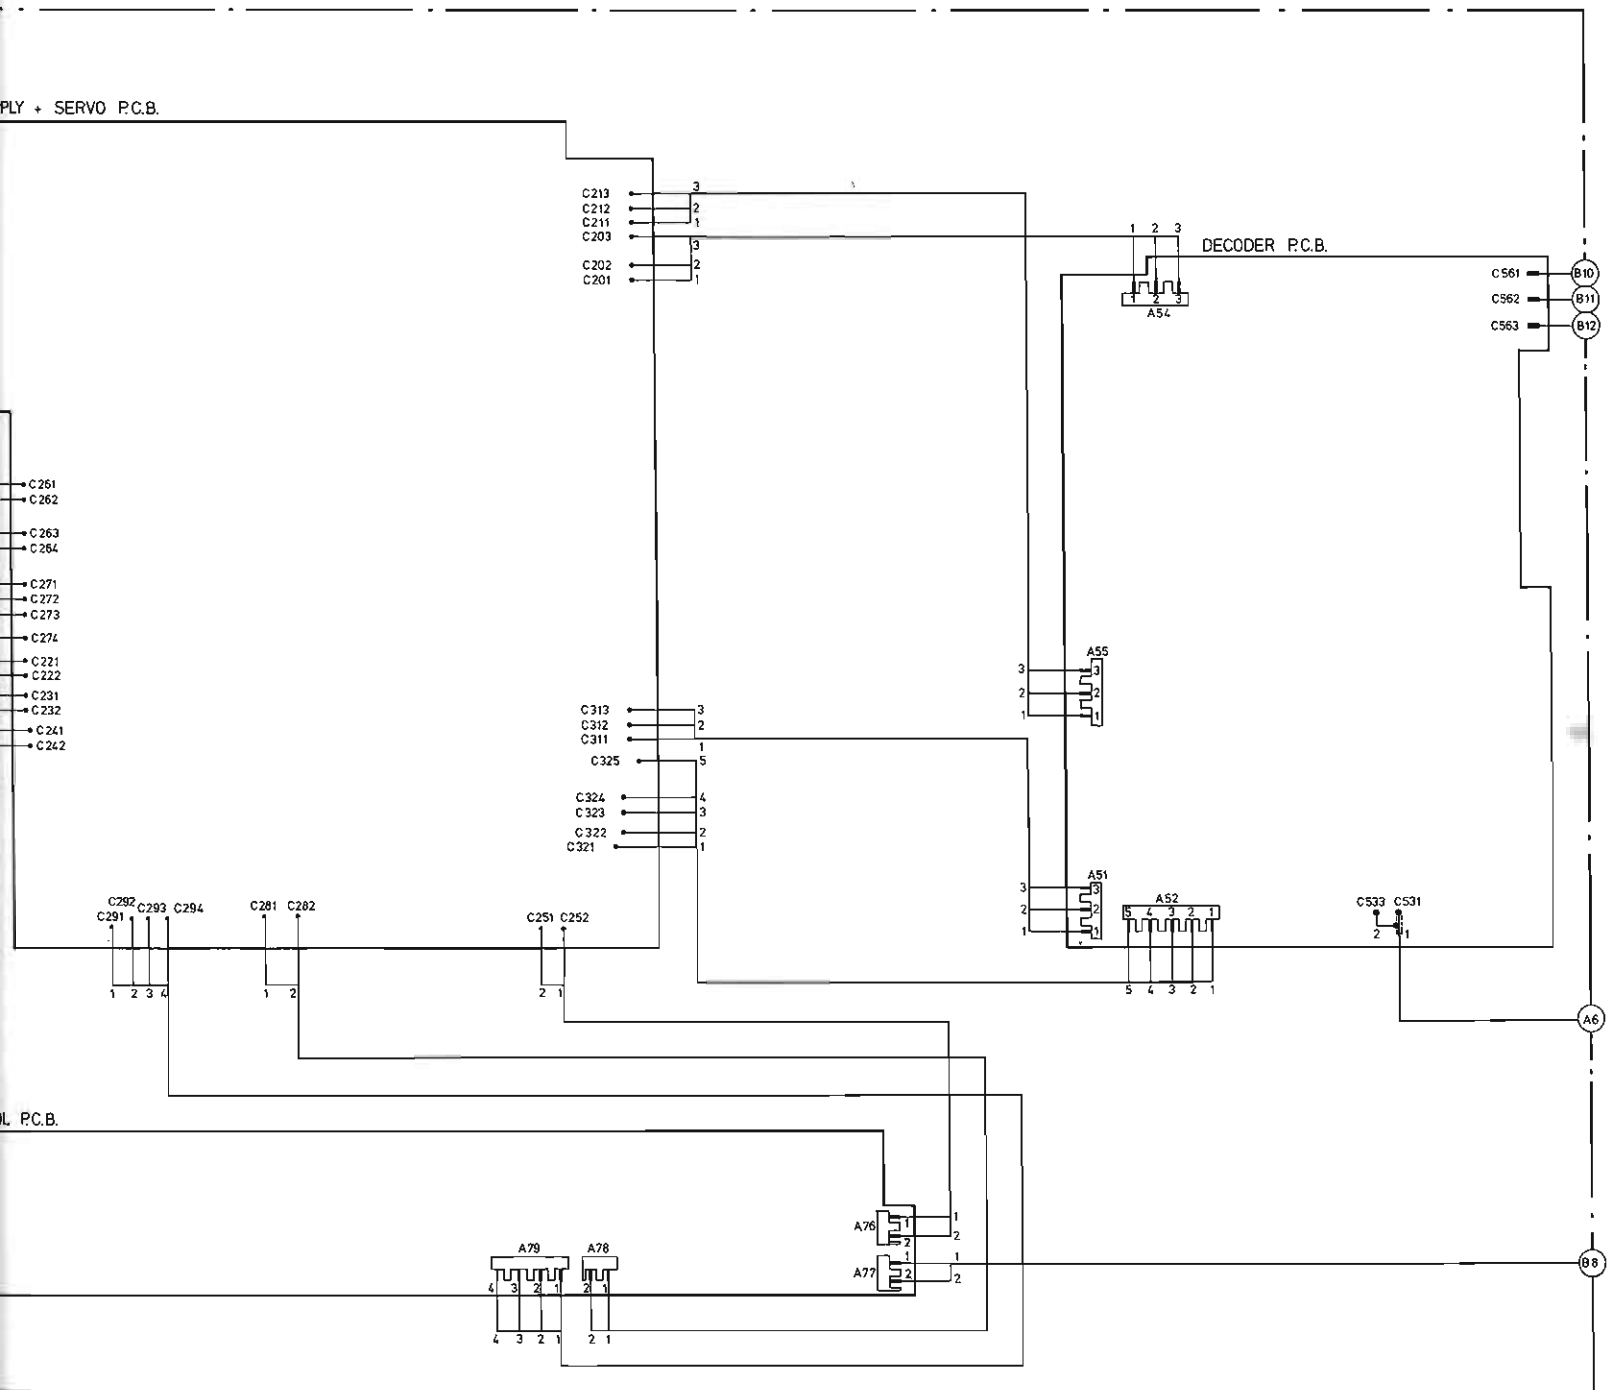 PLY + SERVO P.C.B.
C213 3
C212 2
C211 1
C203 3
C202 2
C201 1
1 2 3
DECODER P.C.B.
1 2 3
A54
C561 B10
C562 B11
C563 B12
C261
C262
C263
C264
C271
C272
C273
C274
C221
C222
C231
C232
C241
C242
A55
3 3
2 2
1 1
C313 3
C312 2
C311 1
C325 5
C324 4
C323 3
C322 2
C321 1
A51
3 3
2 2
1 1
A52
5 4 3 2 1
5 4 3 2 1
C533 C531
2 1
A6
C291 C292 C293 C294
1 2 3 4
C281 C282
1 2
C251 C252
2 1
L P.C.B.
A76 1 1
2 2
A77 1 1
2 2
B8
A79 A78
4 3 2 1 2 1
4 3 2 1 2 1